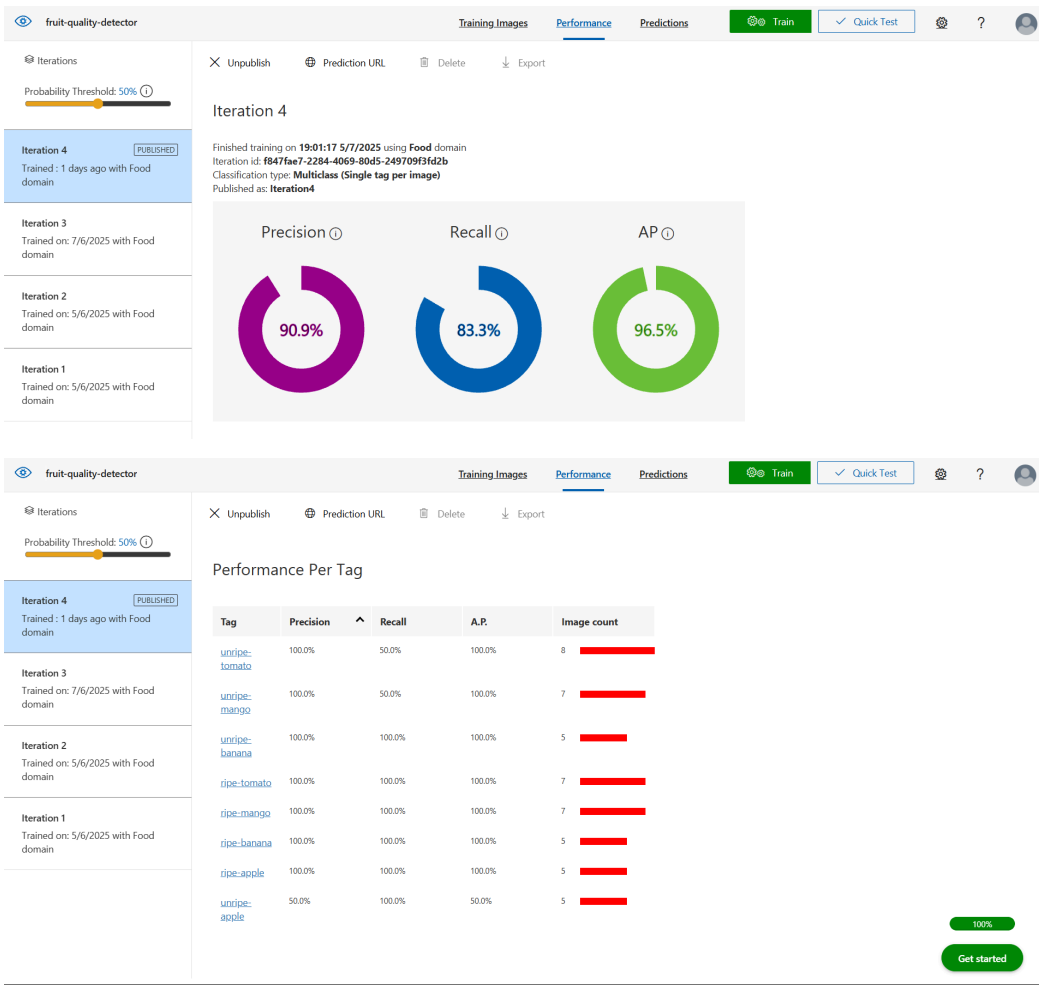 fruit-quality-detector
Training Images
Performance
Predictions
Train
Quick Test
?
Iterations
Probability Threshold: 50%
Unpublish
Prediction URL
Delete
Export
Iteration 4
PUBLISHED
Trained : 1 days ago with Food
domain
Iteration 3
Trained on: 7/6/2025 with Food
domain
Iteration 2
Trained on: 5/6/2025 with Food
domain
Iteration 1
Trained on: 5/6/2025 with Food
domain
Iteration 4
Finished training on 19:01:17 5/7/2025 using Food domain
Iteration id: f847fae7-2284-4069-80d5-249709f3fd2b
Classification type: Multiclass (Single tag per image)
Published as: Iteration4
Precision
Recall
AP
90.9%
83.3%
96.5%
fruit-quality-detector
Training Images
Performance
Predictions
Train
Quick Test
?
Iterations
Probability Threshold: 50%
Unpublish
Prediction URL
Delete
Export
Iteration 4
PUBLISHED
Trained : 1 days ago with Food
domain
Iteration 3
Trained on: 7/6/2025 with Food
domain
Iteration 2
Trained on: 5/6/2025 with Food
domain
Iteration 1
Trained on: 5/6/2025 with Food
domain
Performance Per Tag
Tag Precision Recall A.P. Image count
unripe- 100.0% 50.0% 100.0% 8
tomato
unripe- 100.0% 50.0% 100.0% 7
mango
unripe- 100.0% 100.0% 100.0% 5
banana
ripe-tomato 100.0% 100.0% 100.0% 7
ripe-mango 100.0% 100.0% 100.0% 7
ripe-banana 100.0% 100.0% 100.0% 5
ripe-apple 100.0% 100.0% 100.0% 5
unripe- 50.0% 100.0% 50.0% 5
apple
100%
Get started